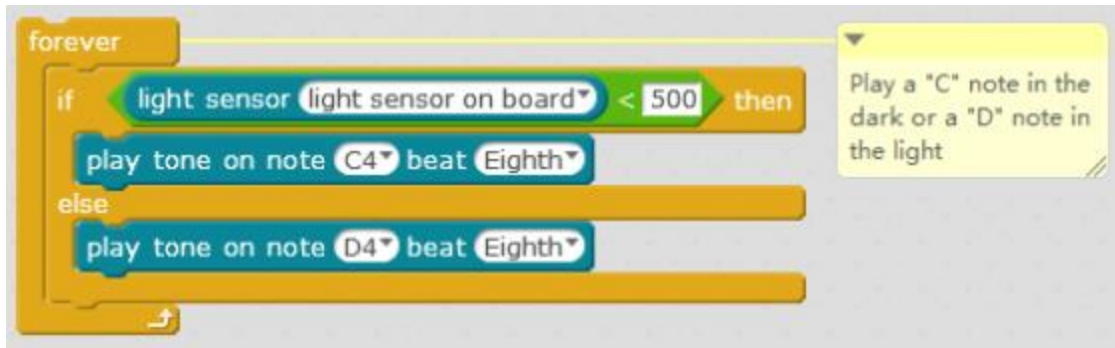 forever
if light sensor light sensor on board < 500 then
play tone on note C4 beat Eighth
else
play tone on note D4 beat Eighth
Play a "C" note in the
dark or a "D" note in
the light